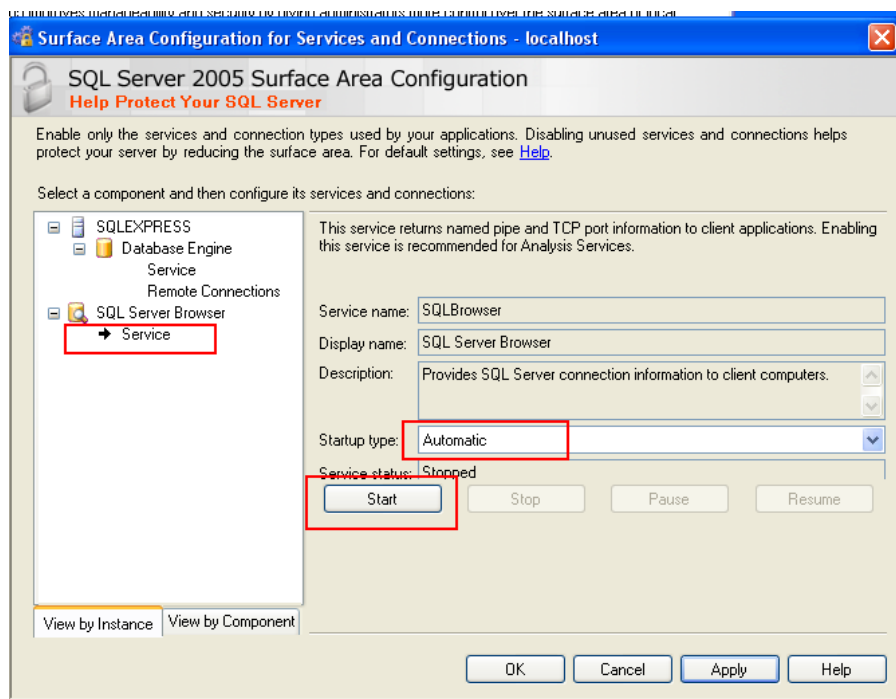 Surface Area Configuration for Services and Connections - localhost
SQL Server 2005 Surface Area Configuration
Help Protect Your SQL Server
Enable only the services and connection types used by your applications. Disabling unused services and connections helps
protect your server by reducing the surface area. For default settings, see Help.
Select a component and then configure its services and connections:
SQLEXPRESS
Database Engine
Service
Remote Connections
SQL Server Browser
Service
View by Instance
View by Component
This service returns named pipe and TCP port information to client applications. Enabling
this service is recommended for Analysis Services.
Service name: SQLBrowser
Display name: SQL Server Browser
Description: Provides SQL Server connection information to client computers.
Startup type: Automatic
Service status: Stopped
Start Stop Pause Resume
OK Cancel Apply Help